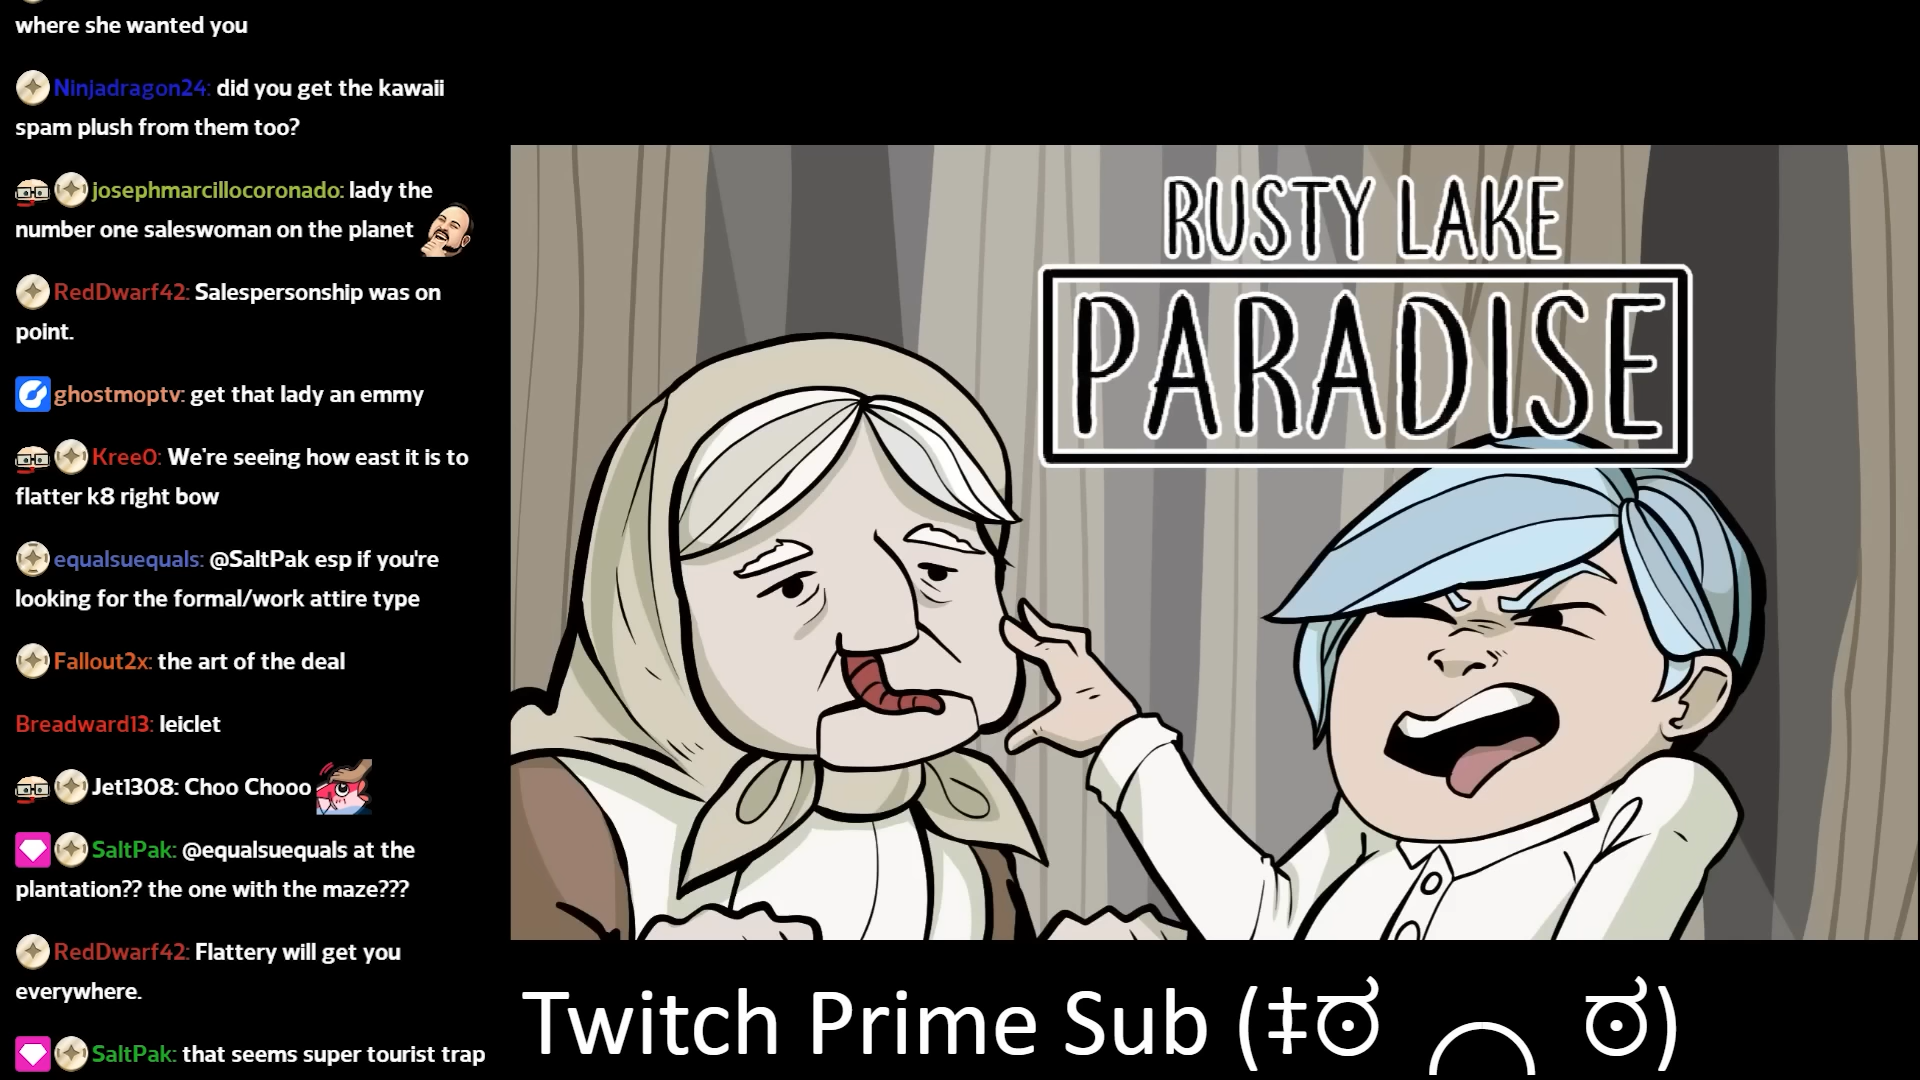 where she wanted you
Ninjadragon24: did you get the kawaii
spam plush from them too?
josephmarcillocoronado: lady the
number one saleswoman on the planet
RedDwarf42: Salespersonship was on
point.
ghostmoptv: get that lady an emmy
Kree0: We're seeing how east it is to
flatter k8 right bow
equalsuequals: @SaltPak esp if you're
looking for the formal/work attire type
Fallout2x: the art of the deal
Breadward13: leiclet
Jet1308: Choo Chooo
SaltPak: @equalsuequals at the
plantation?? the one with the maze???
RedDwarf42: Flattery will get you
everywhere.
SaltPak: that seems super tourist trap
RUSTY LAKE
PARADISE
Twitch Prime Sub (‡ಠ ◠ ಠ)